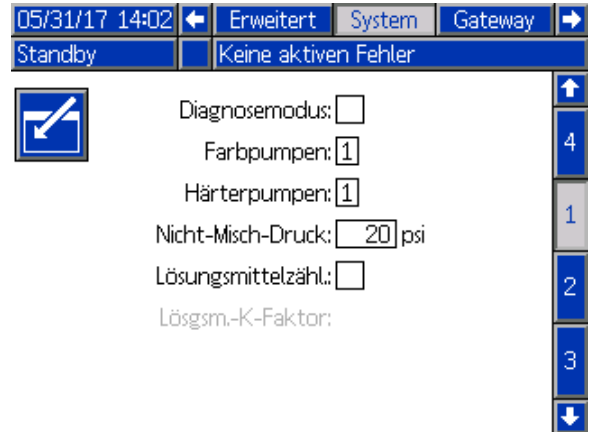 05/31/17 14:02 Erweitert System Gateway
Standby Keine aktiven Fehler
Diagnosemodus:
4
Farbpumpen: 1
Härterpumpen: 1
1
Nicht-Misch-Druck: 20 psi
Lösungsmittelzähl.:
2
Lösgsm.-K-Faktor:
3